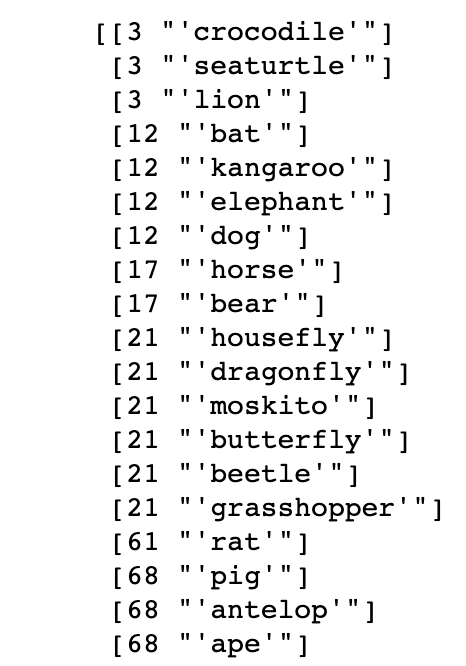 [[3 "'crocodile'"]
[3 "'seaturtle'"]
[3 "'lion'"]
[12 "'bat'"]
[12 "'kangaroo'"]
[12 "'elephant'"]
[12 "'dog'"]
[17 "'horse'"]
[17 "'bear'"]
[21 "'housefly'"]
[21 "'dragonfly'"]
[21 "'moskito'"]
[21 "'butterfly'"]
[21 "'beetle'"]
[21 "'grasshopper'"]
[61 "'rat'"]
[68 "'pig'"]
[68 "'antelop'"]
[68 "'ape'"]